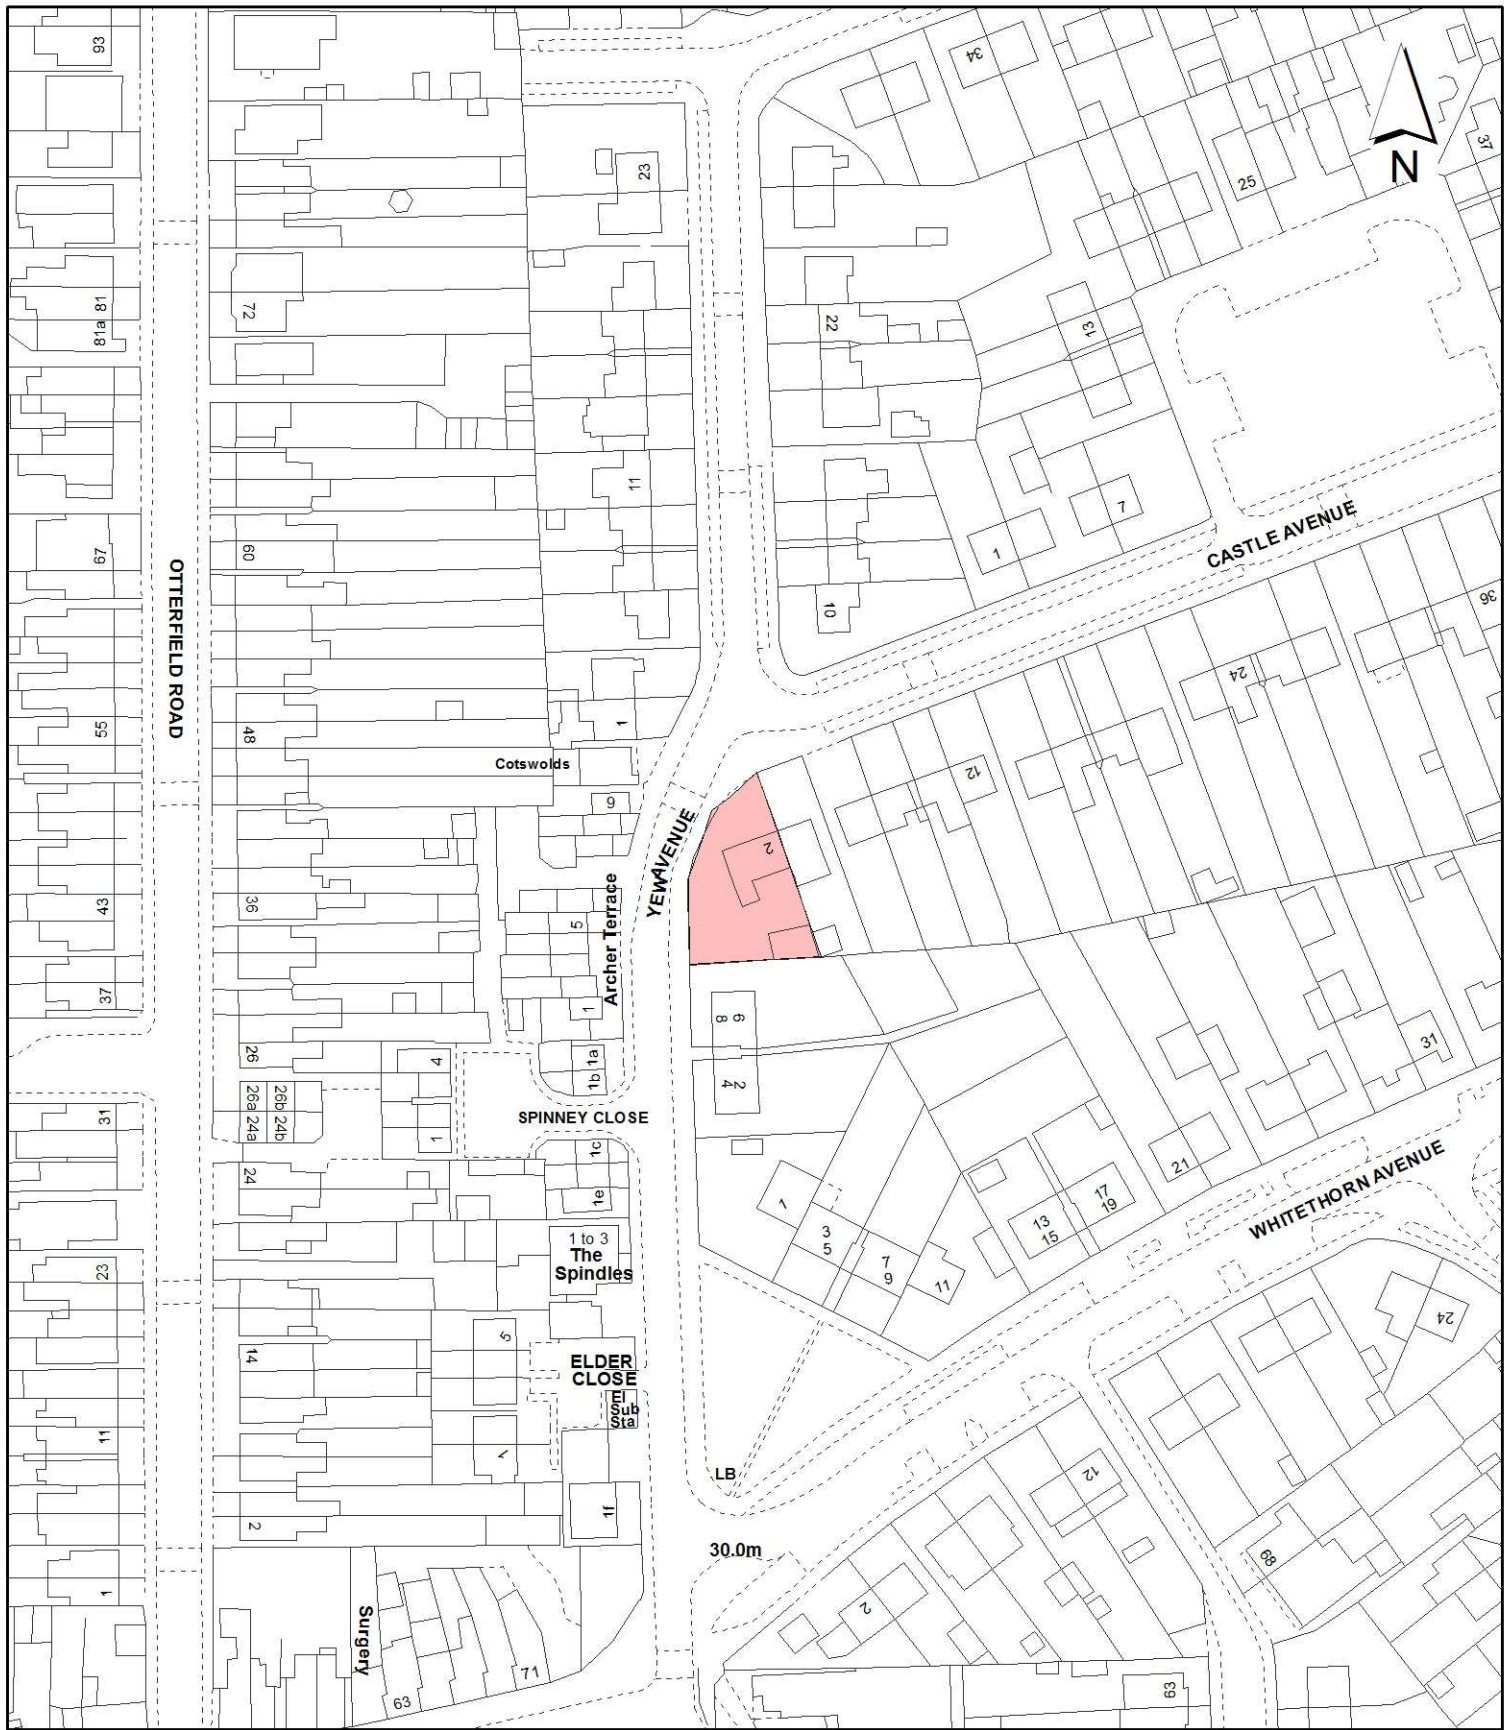 93
34
N
37
23
25
72
81
81a
22
13
11
7
1
CASTLE AVENUE
67
60
OTTERFIELD ROAD
10
36
24
55
48
1
Cotswolds
12
9
YEW AVENUE
2
43
36
5
Archer Terrace
37
1
6
8
26
4
1a
1b
2
4
31
26a
24a
26b
24b
1
SPINNEY CLOSE
31
1c
24
1e
21
WHITETHORN AVENUE
1
3
5
7
9
11
13
15
17
19
1 to 3
The
Spindles
23
5
14
ELDER
CLOSE
El
Sub
Sta
24
11
1
LB
12
2
1f
30.0m
68
1
Surgery
2
63
71
63